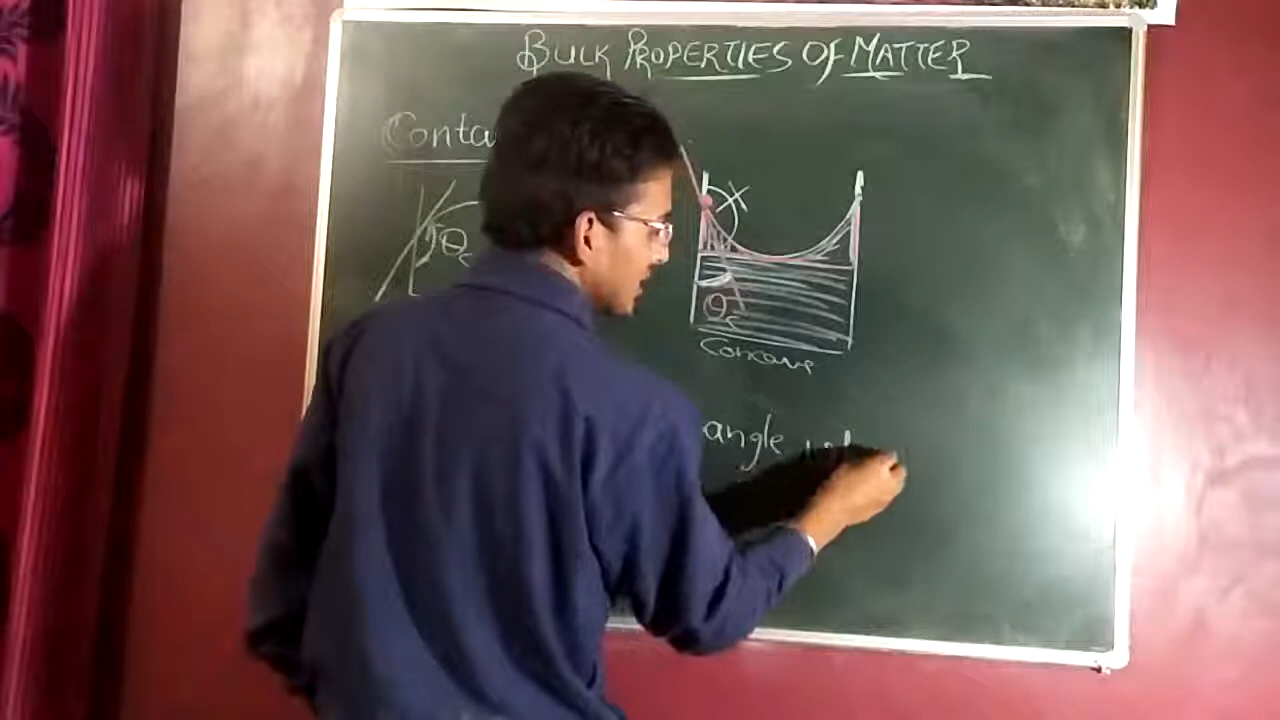 BULK PROPERTIES OF MATTER
Conta
θc
θc
Concave
angle